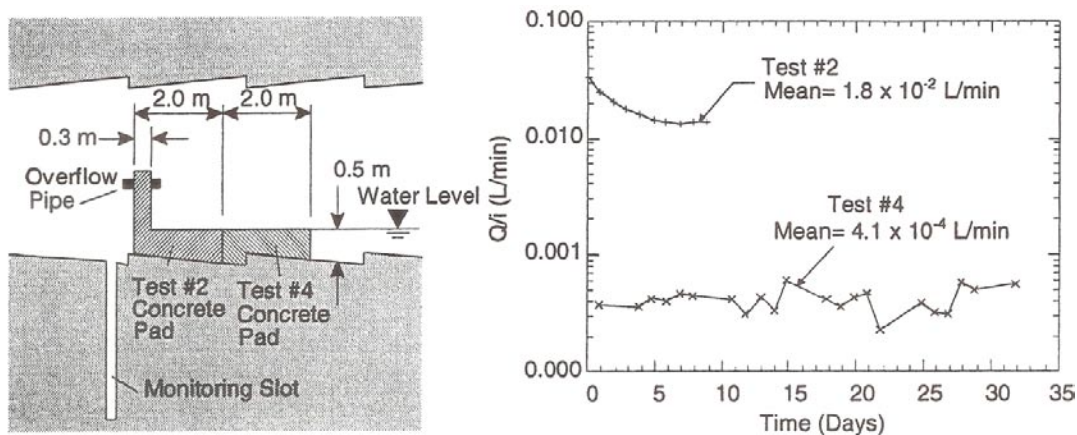 2.0 m
2.0 m
0.3 m
Overflow
Pipe
0.5 m
Water Level
Test #2
Concrete
Pad
Test #4
Concrete
Pad
Monitoring Slot
0.100
0.010
0.001
0.000
Q/i (L/min)
Test #2
Mean= 1.8 x 10-2 L/min
Test #4
Mean= 4.1 x 10-4 L/min
0
5
10
15
20
25
30
35
Time (Days)